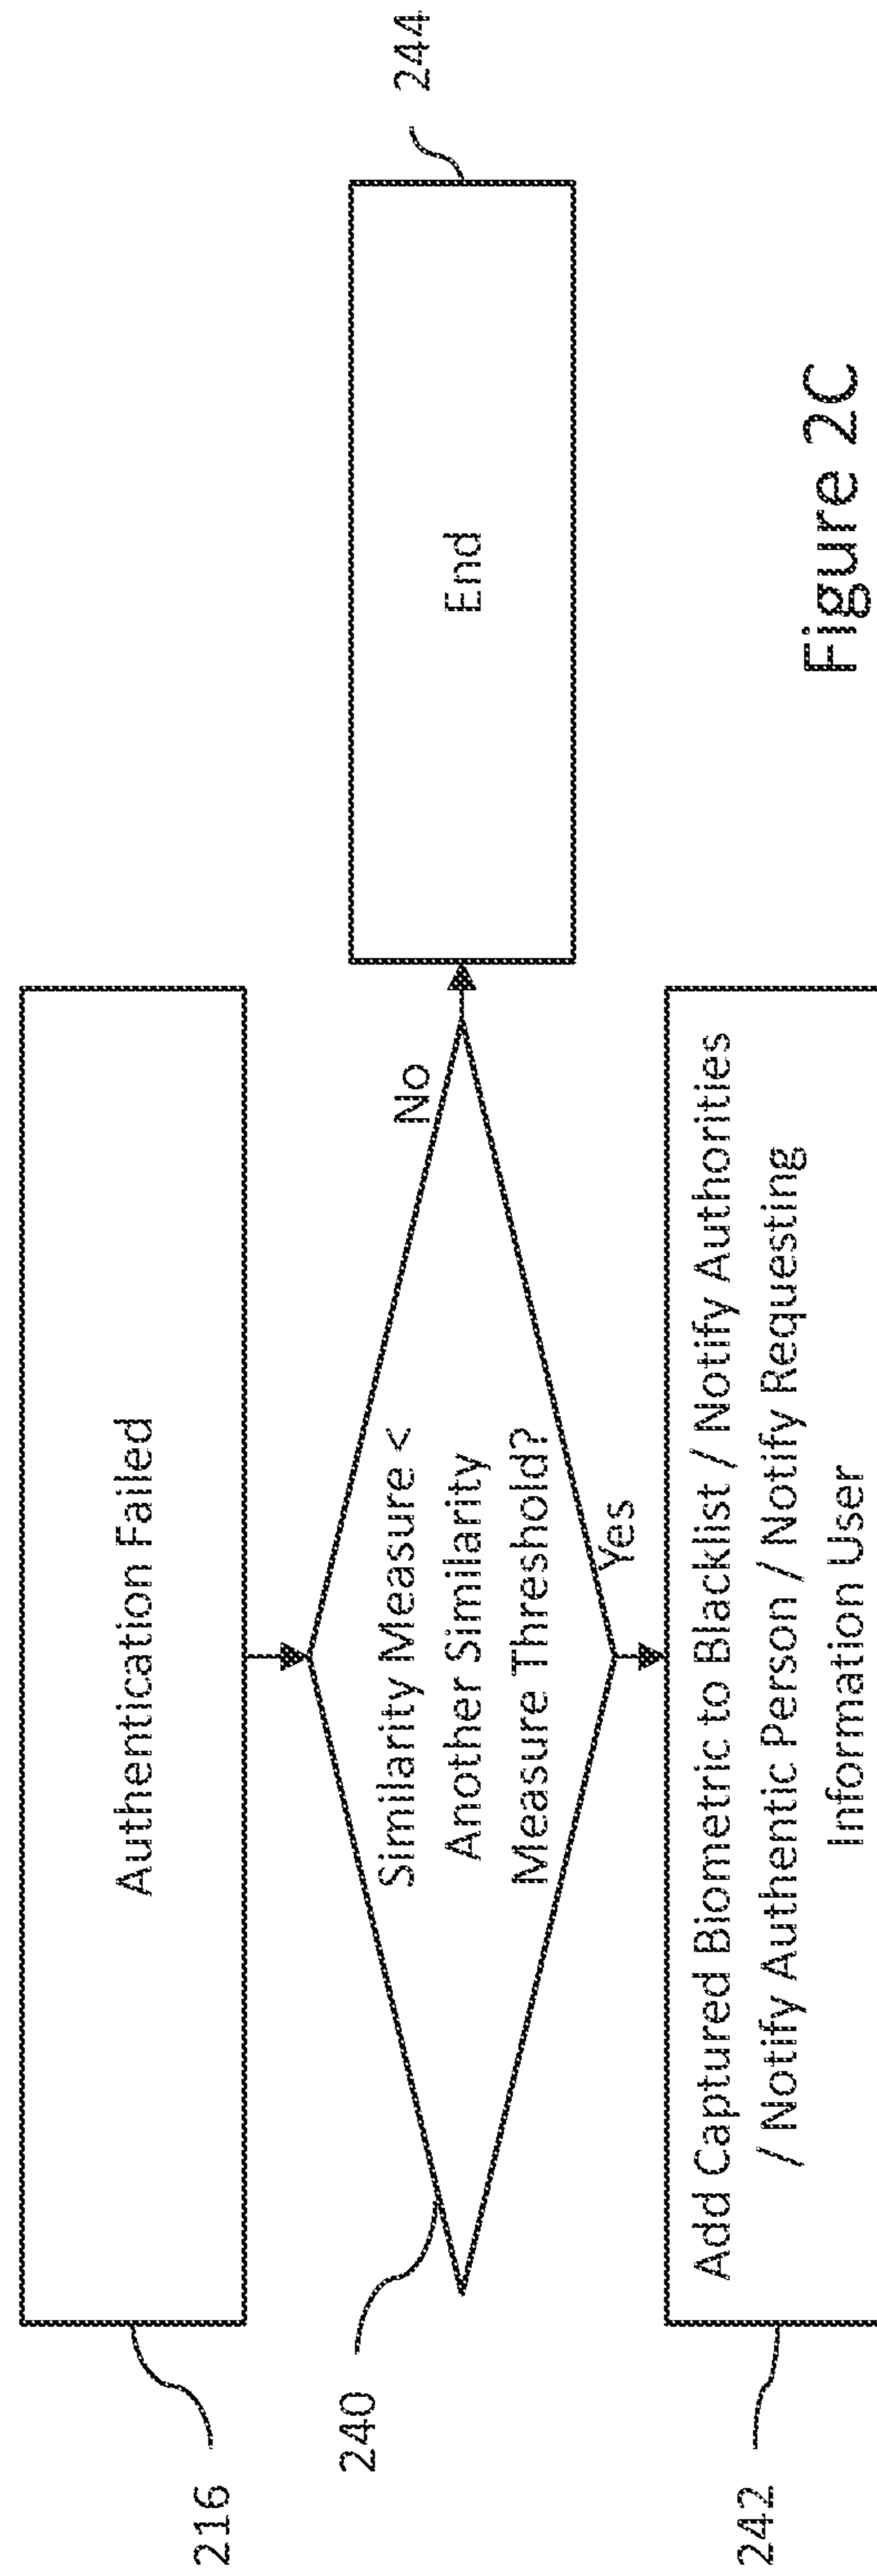 216
Authentication Failed
240
Similarity Measure <
Another Similarity
Measure Threshold?
No
Yes
End
244
242
Add Captured Biometric to Blacklist / Notify Authorities
/ Notify Authentic Person / Notify Requesting
Information User
Figure 2C